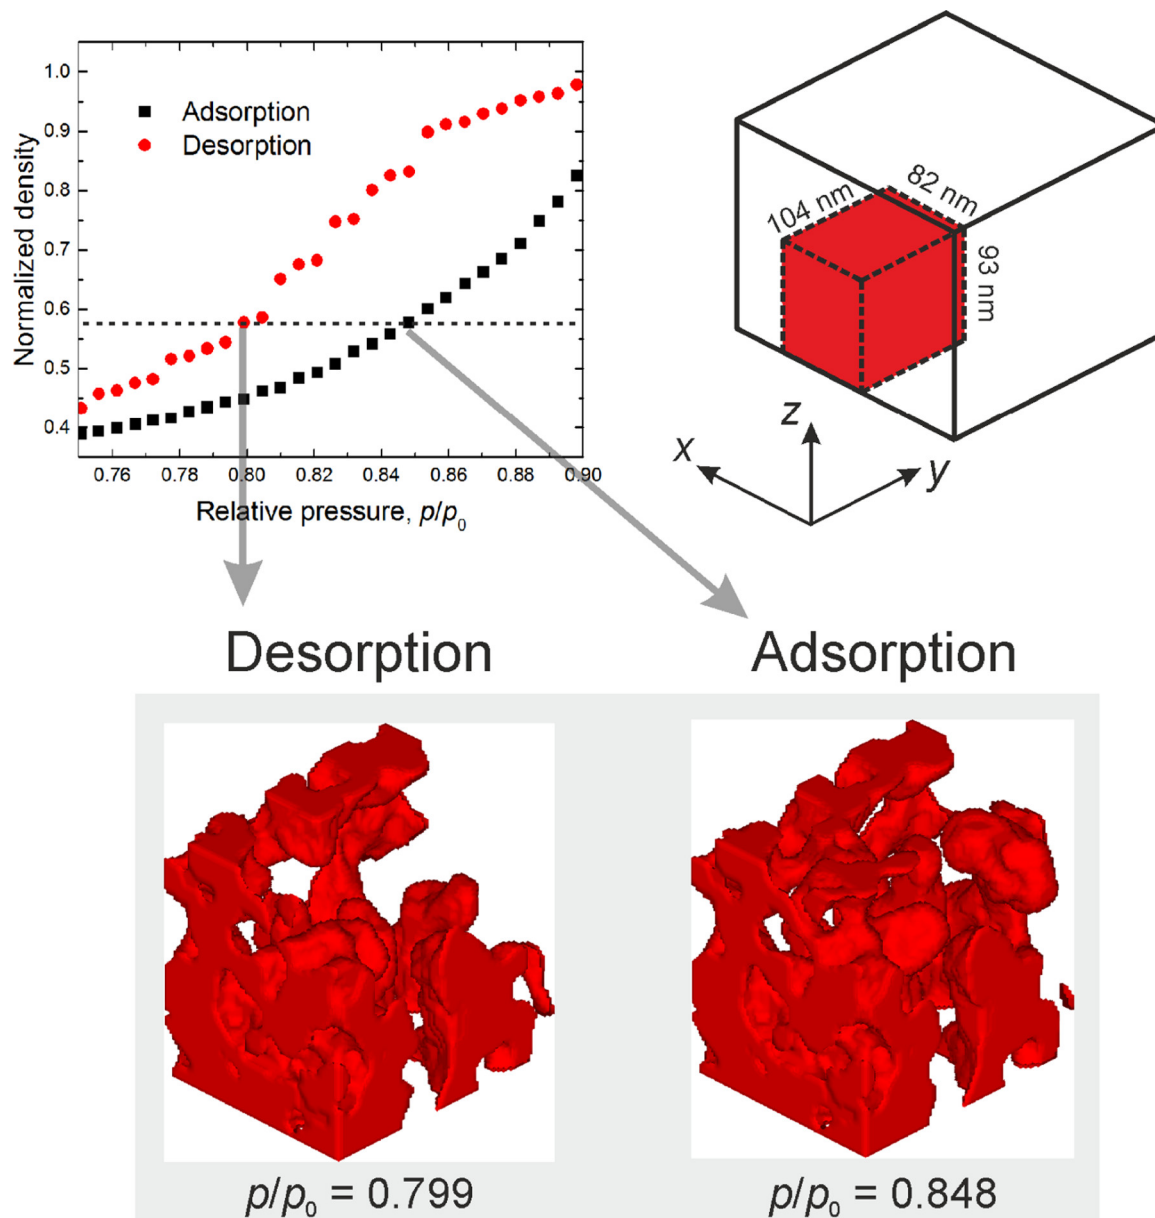 1.0
0.9
0.8
0.7
0.6
0.5
0.4
Normalized density
Adsorption
Desorption
0.76 0.78 0.80 0.82 0.84 0.86 0.88 0.90
Relative pressure, p/p₀
104 nm
82 nm
93 nm
z
x
y
Desorption
Adsorption
p/p₀ = 0.799
p/p₀ = 0.848